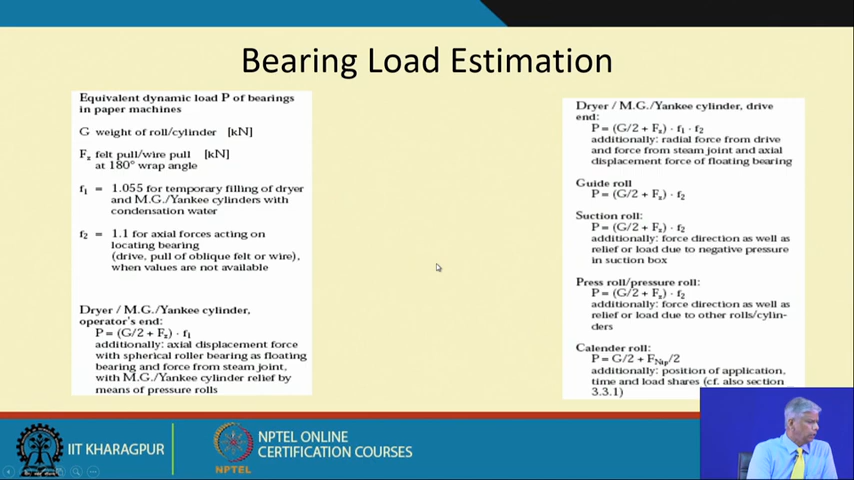 Bearing Load Estimation
Equivalent dynamic load P of bearings
in paper machines
G weight of roll/cylinder [kN]
Fz felt pull/wire pull [kN]
at 180° wrap angle
f1 = 1.055 for temporary filling of dryer
and M.G./Yankee cylinders with
condensation water
f2 = 1.1 for axial forces acting on
locating bearing
(drive, pull of oblique felt or wire),
when values are not available
Dryer / M.G./Yankee cylinder,
operator's end:
P = (G/2 + Fz) · f1
additionally: axial displacement force
with spherical roller bearing as floating
bearing and force from steam joint,
with M.G./Yankee cylinder relief by
means of pressure rolls
Dryer / M.G./Yankee cylinder, drive
end:
P = (G/2 + Fz) · f1 · f2
additionally: radial force from drive
and force from steam joint and axial
displacement force of floating bearing
Guide roll
P = (G/2 + Fz) · f2
Suction roll:
P = (G/2 + Fz) · f2
additionally: force direction as well as
relief or load due to negative pressure
in suction box
Press roll/pressure roll:
P = (G/2 + Fz) · f2
additionally: force direction as well as
relief or load due to other rolls/cylin-
ders
Calender roll:
P = G/2 + FNip/2
additionally: position of application,
time and load shares (cf. also section
3.3.1)
IIT KHARAGPUR
NPTEL
NPTEL ONLINE
CERTIFICATION COURSES